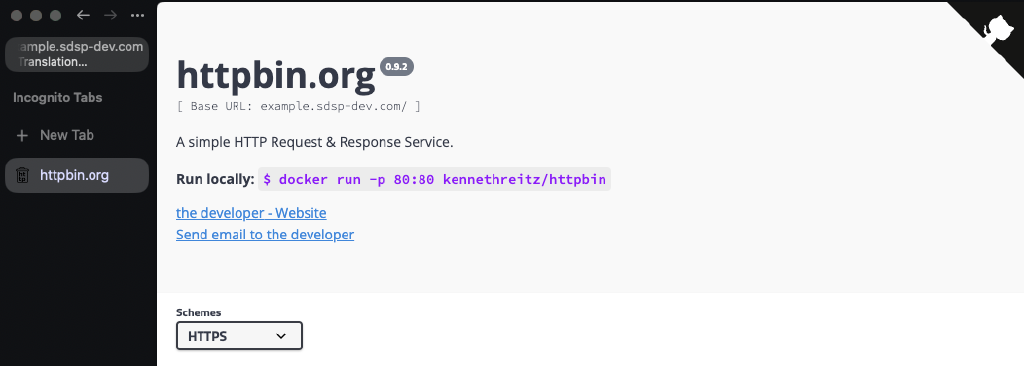 ample.sdsp-dev.com
Translation...
Incognito Tabs
New Tab
httpbin.org
httpbin.org 0.9.2
[ Base URL: example.sdsp-dev.com/ ]
A simple HTTP Request & Response Service.
Run locally: $ docker run -p 80:80 kennethreitz/httpbin
the developer - Website
Send email to the developer
Schemes
HTTPS